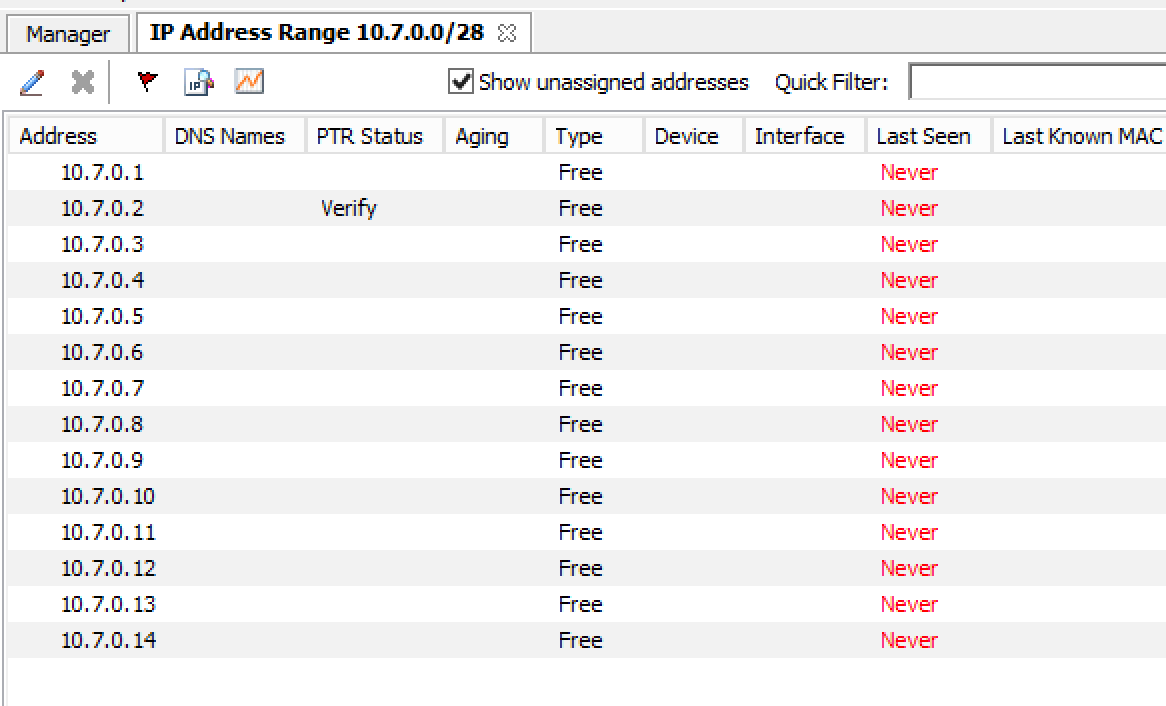 Manager IP Address Range 10.7.0.0/28
Show unassigned addresses Quick Filter:
Address DNS Names PTR Status Aging Type Device Interface Last Seen Last Known MAC
10.7.0.1 Free Never
10.7.0.2 Verify Free Never
10.7.0.3 Free Never
10.7.0.4 Free Never
10.7.0.5 Free Never
10.7.0.6 Free Never
10.7.0.7 Free Never
10.7.0.8 Free Never
10.7.0.9 Free Never
10.7.0.10 Free Never
10.7.0.11 Free Never
10.7.0.12 Free Never
10.7.0.13 Free Never
10.7.0.14 Free Never